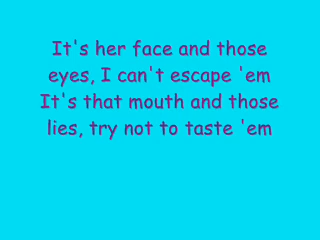 It's her face and those
eyes, I can't escape 'em
It's that mouth and those
lies, try not to taste 'em